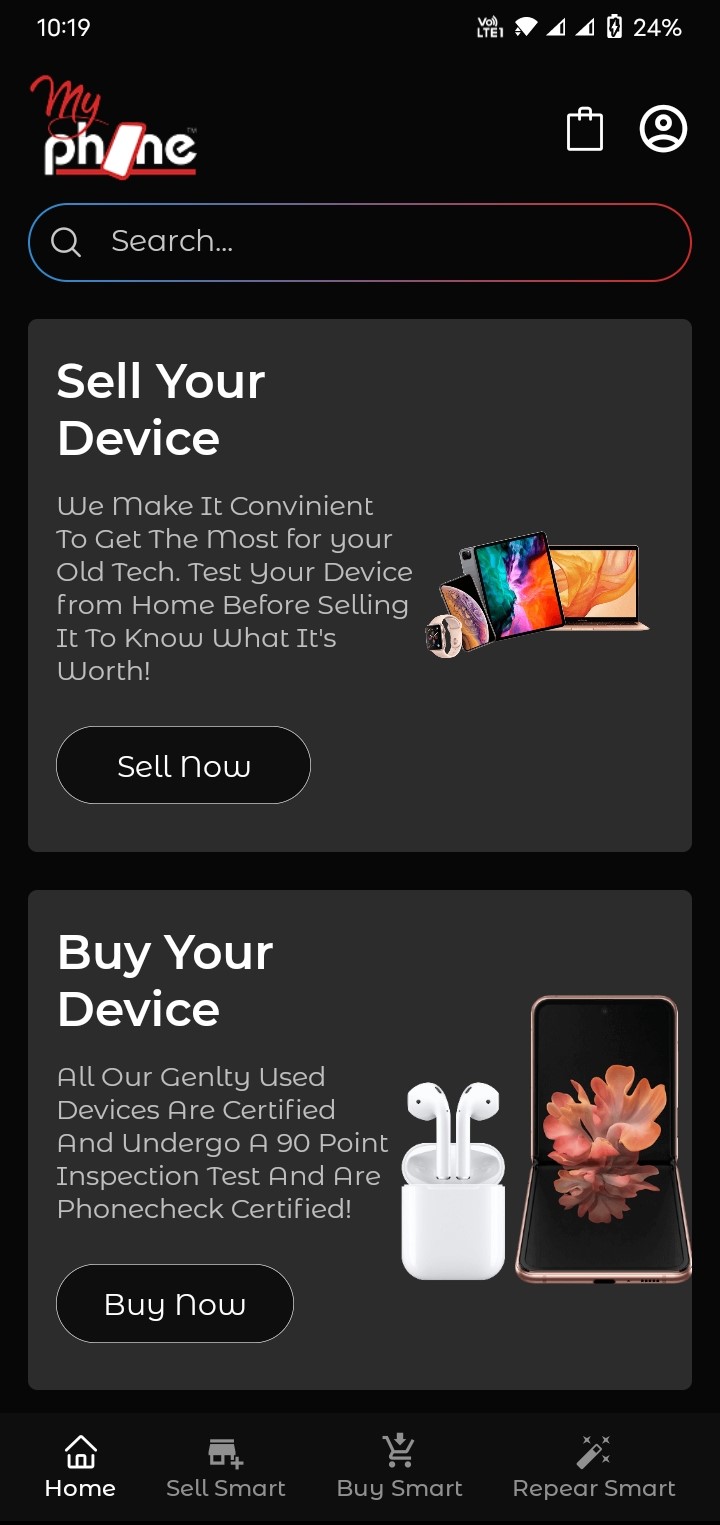 10:19
Vo)) LTE1 24%
My
phone™
Search...
Sell Your
Device
We Make It Convinient
To Get The Most for your
Old Tech. Test Your Device
from Home Before Selling
It To Know What It's
Worth!
Sell Now
Buy Your
Device
All Our Genlty Used
Devices Are Certified
And Undergo A 90 Point
Inspection Test And Are
Phonecheck Certified!
Buy Now
Home Sell Smart Buy Smart Repear Smart